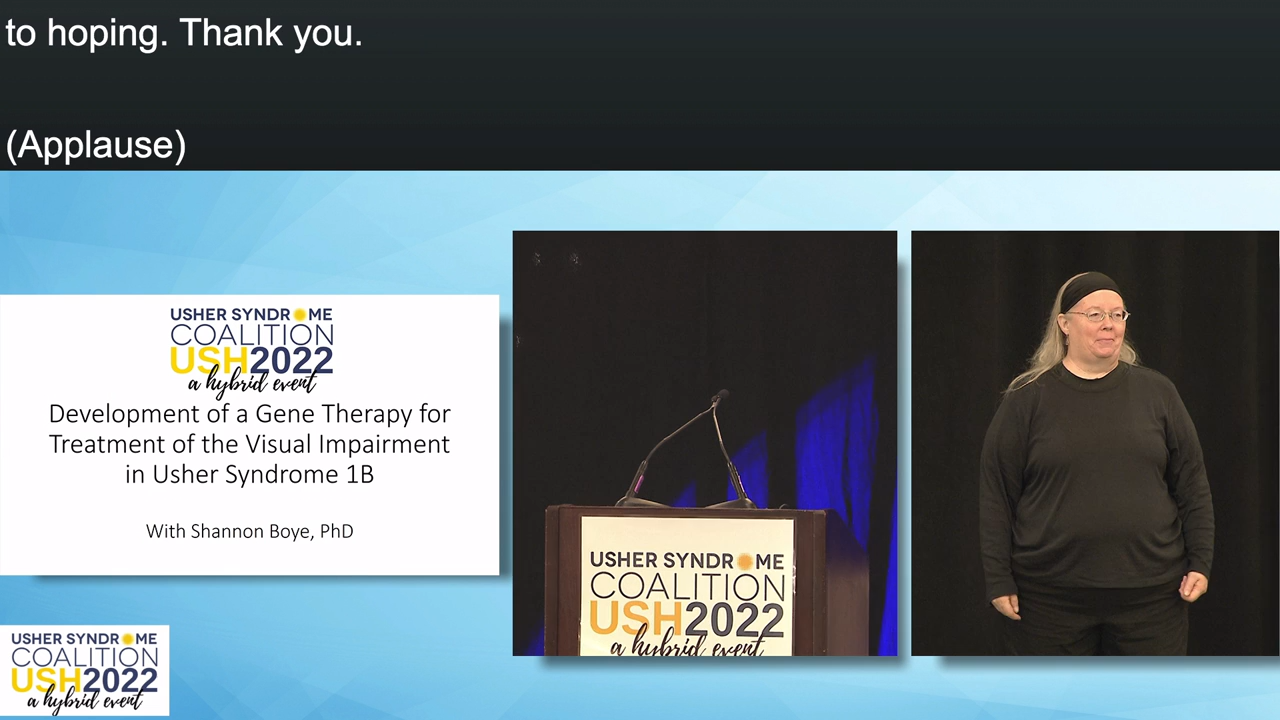 to hoping. Thank you.
(Applause)
USHER SYNDROME
COALITION
USH2022
a hybrid event
Development of a Gene Therapy for
Treatment of the Visual Impairment
in Usher Syndrome 1B
With Shannon Boye, PhD
USHER SYNDROME
COALITION
USH2022
a hybrid event
USHER SYNDROME
COALITION
USH2022
a hybrid event